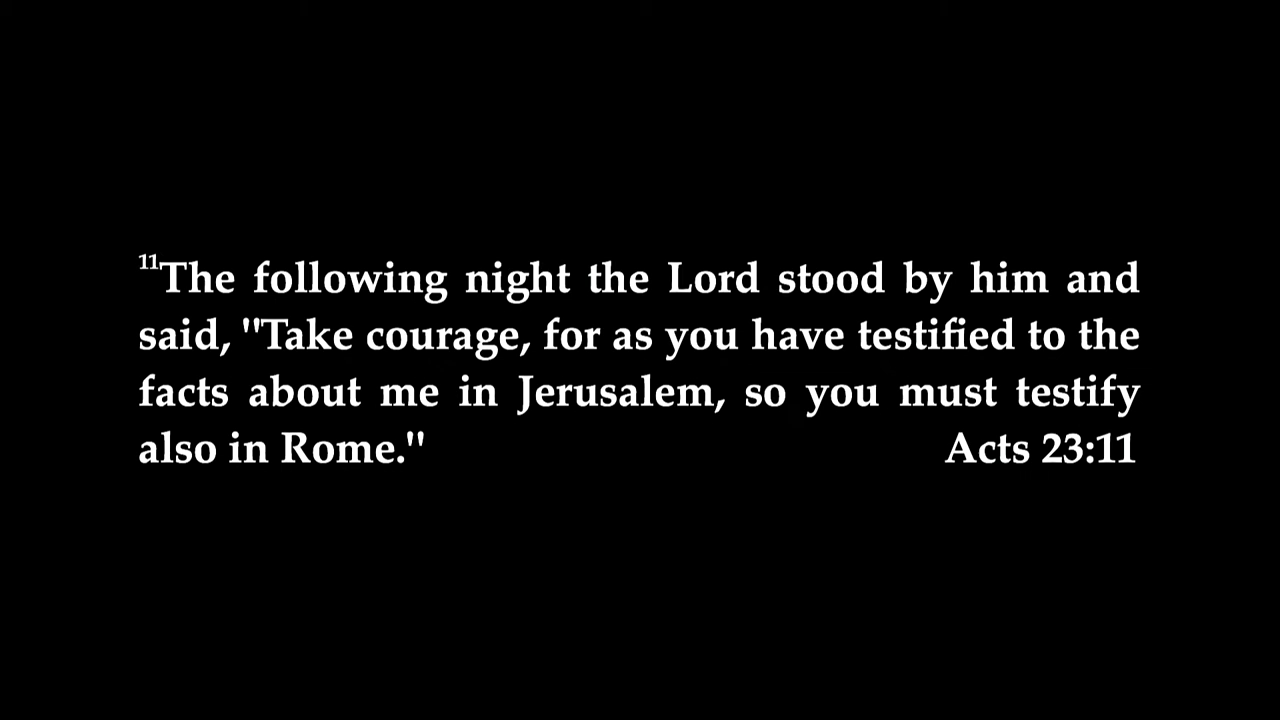 11The following night the Lord stood by him and
said, "Take courage, for as you have testified to the
facts about me in Jerusalem, so you must testify
also in Rome." Acts 23:11